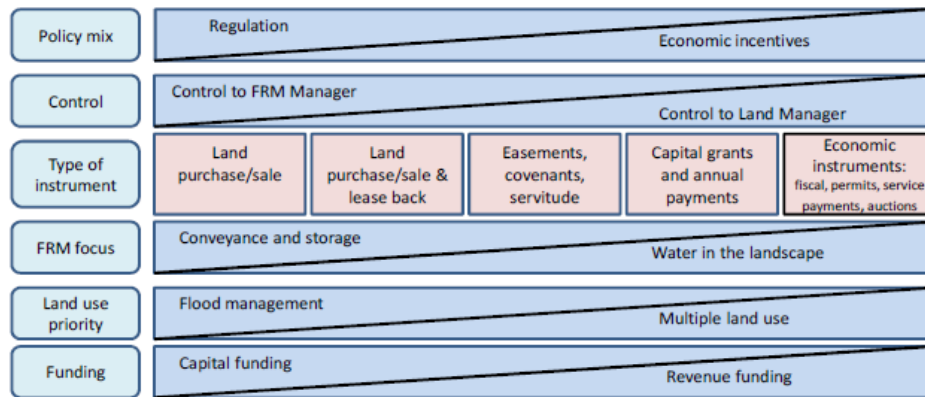 Policy mix
Regulation
Economic incentives
Control
Control to FRM Manager
Control to Land Manager
Type of
instrument
Land
purchase/sale
Land
purchase/sale &
lease back
Easements,
covenants,
servitude
Capital grants
and annual
payments
Economic
instruments:
fiscal, permits, service
payments, auctions
FRM focus
Conveyance and storage
Water in the landscape
Land use
priority
Flood management
Multiple land use
Funding
Capital funding
Revenue funding